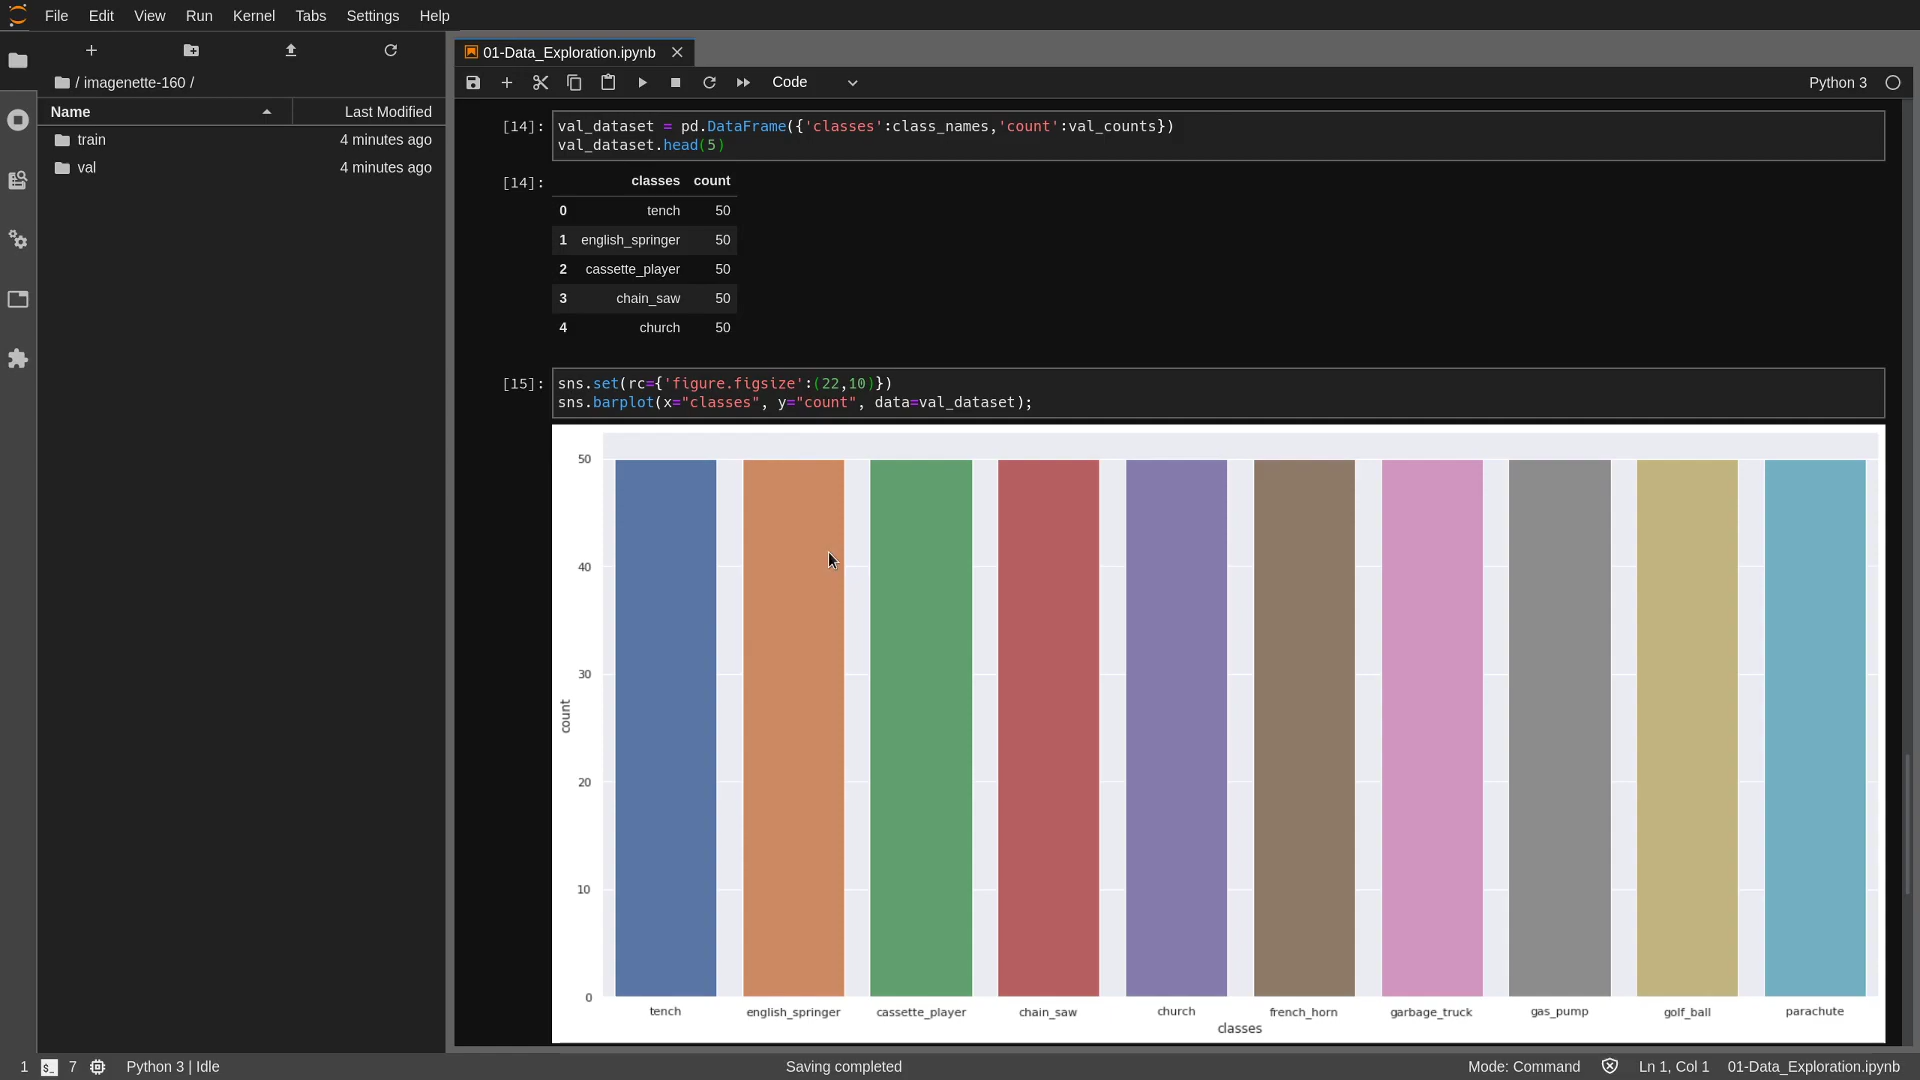 File Edit View Run Kernel Tabs Settings Help
/ imagenette-160 /
Name Last Modified
train 4 minutes ago
val 4 minutes ago
01-Data_Exploration.ipynb
Code Python 3
[14]: val_dataset = pd.DataFrame({'classes':class_names,'count':val_counts})
val_dataset.head(5)
[14]: classes count
0 tench 50
1 english_springer 50
2 cassette_player 50
3 chain_saw 50
4 church 50
[15]: sns.set(rc={'figure.figsize':(22,10)})
sns.barplot(x="classes", y="count", data=val_dataset);
50
40
30
count
20
10
0
tench english_springer cassette_player chain_saw church french_horn garbage_truck gas_pump golf_ball parachute
classes
1 $_ 7 Python 3 | Idle Saving completed Mode: Command Ln 1, Col 1 01-Data_Exploration.ipynb